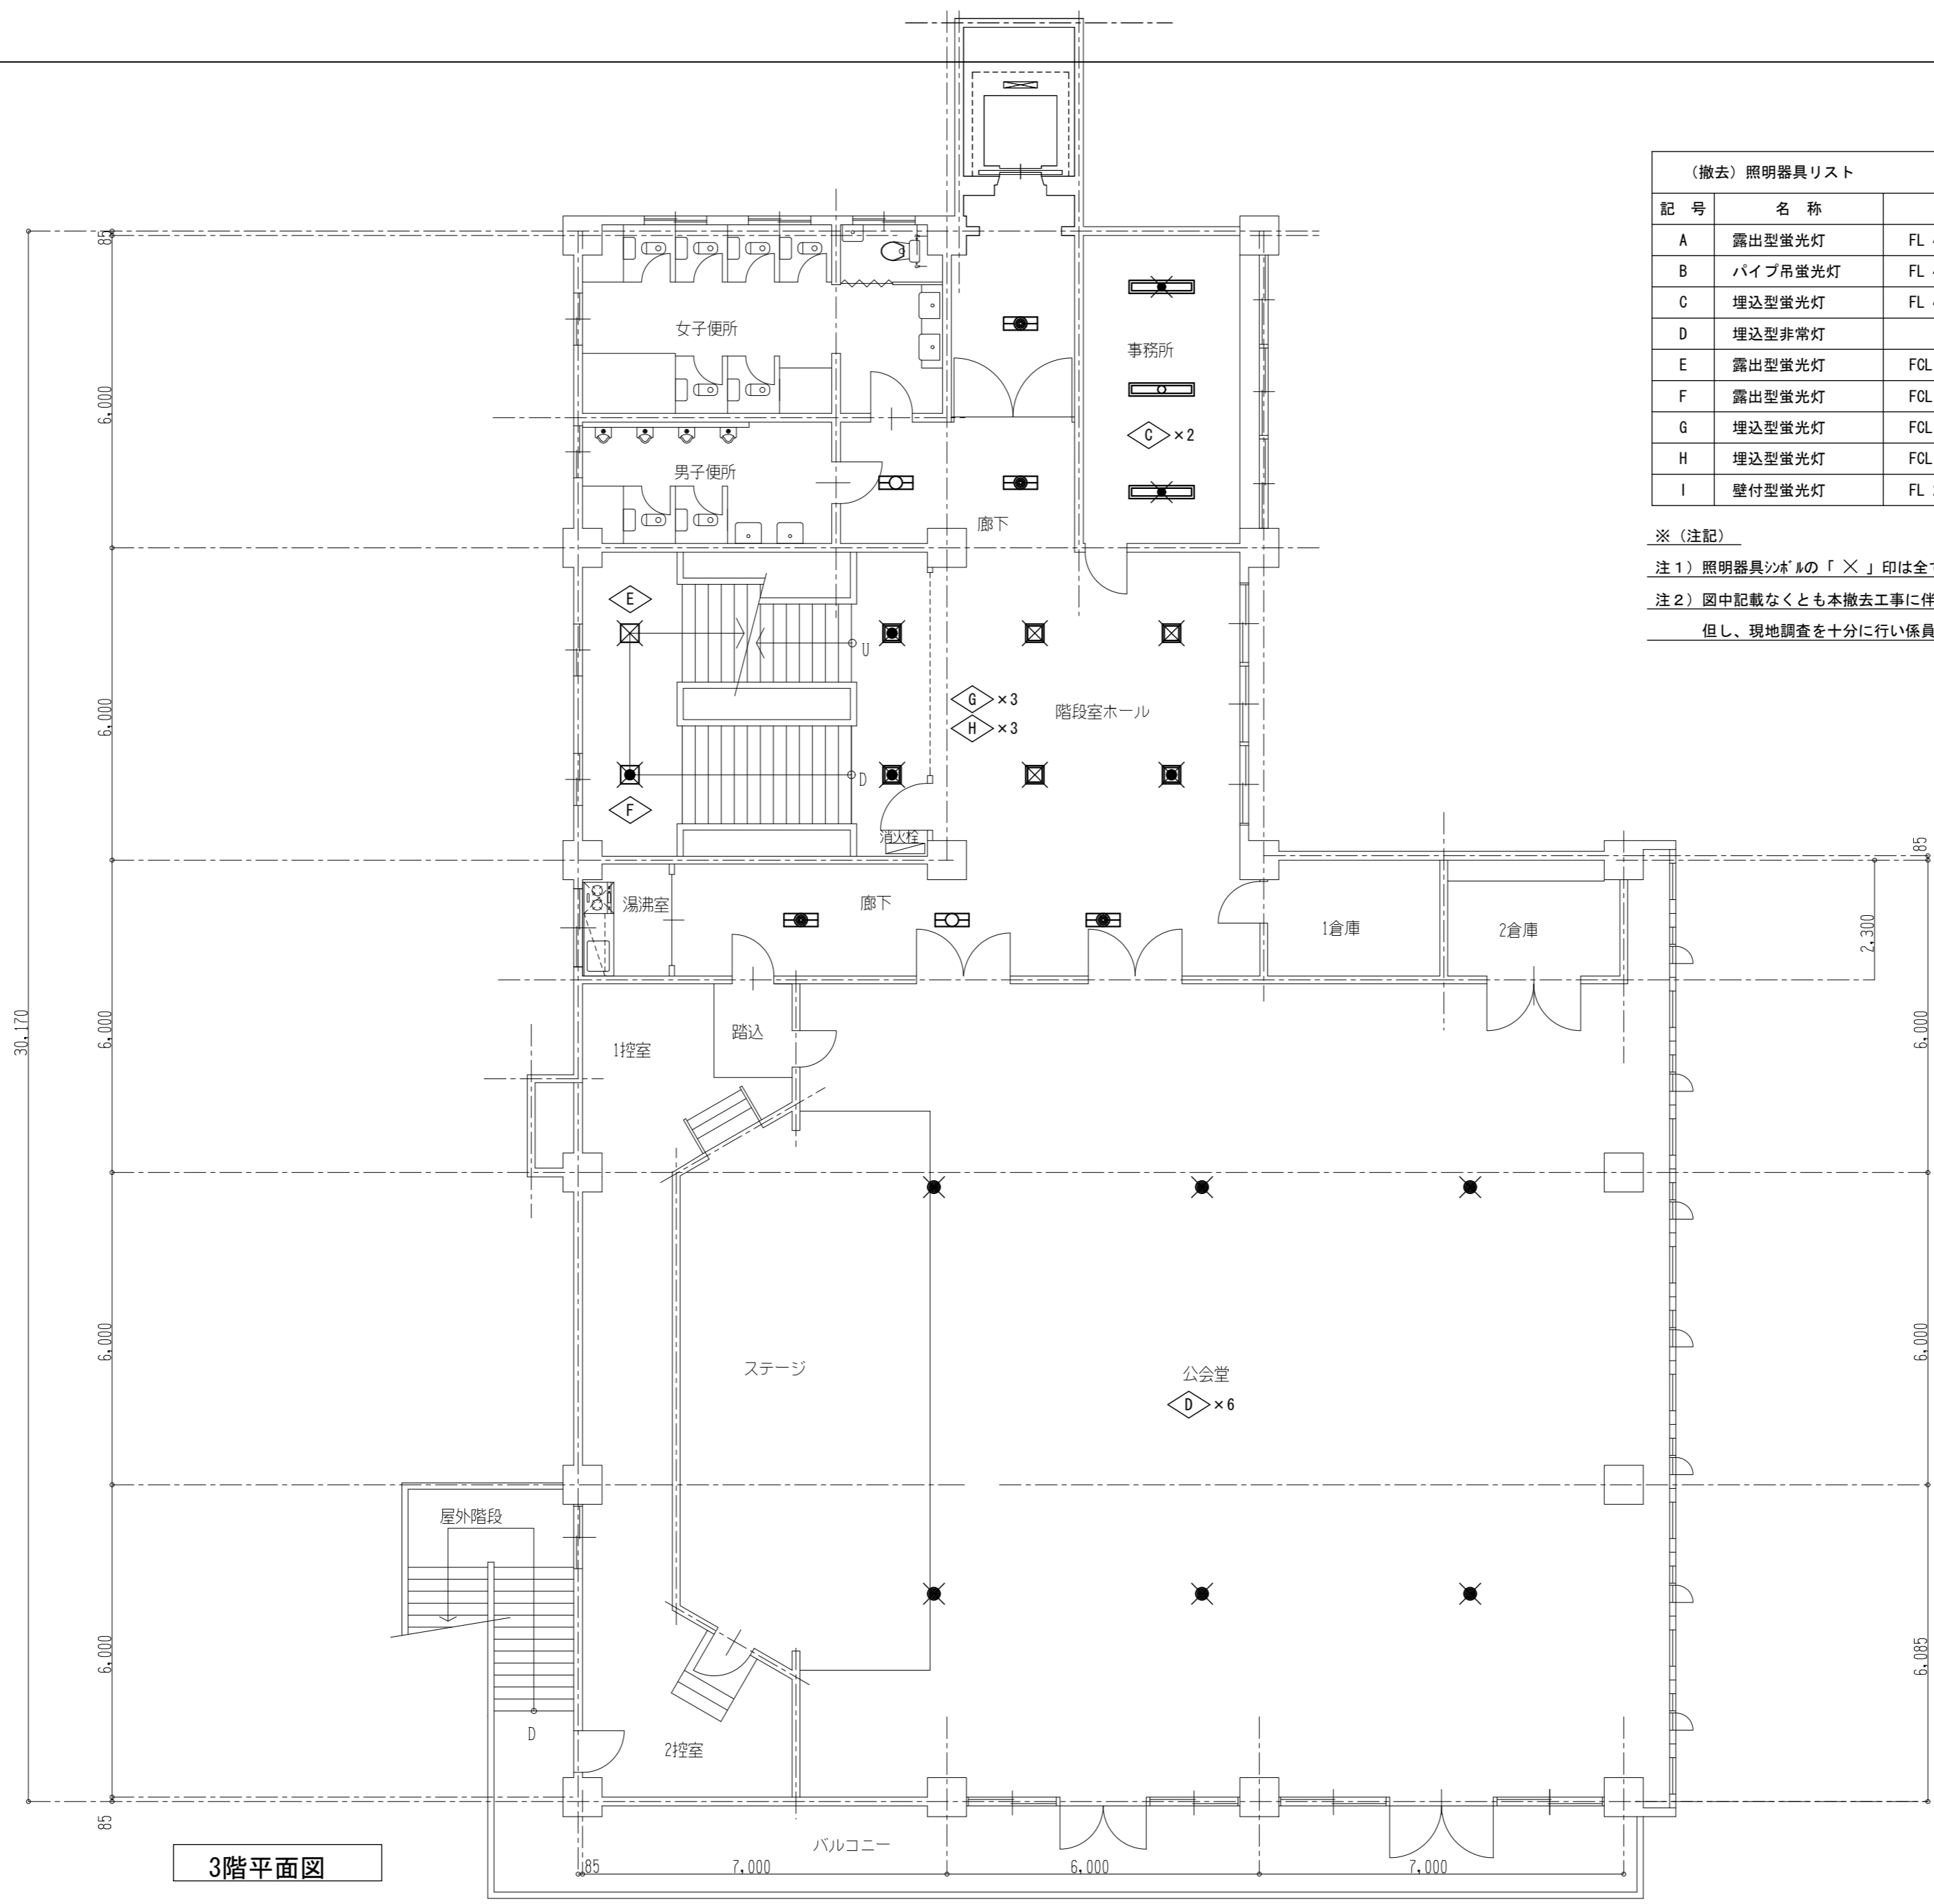 （撤去）照明器具リスト
記 号 名 称
A 露出型蛍光灯 FL
B パイプ吊蛍光灯 FL
C 埋込型蛍光灯 FL
D 埋込型非常灯
E 露出型蛍光灯 FCL
F 露出型蛍光灯 FCL
G 埋込型蛍光灯 FCL
H 埋込型蛍光灯 FCL
I 壁付型蛍光灯 FL
※（注記）
注１）照明器具ｼﾝﾎﾞﾙの「 × 」印は全
注２）図中記載なくとも本撤去工事に伴
但し、現地調査を十分に行い係員
85
6,000
6,000
6,000
6,000
6,000
85
30,170
女子便所
事務所
C ×2
男子便所
廊下
E
U
G ×3
H ×3
階段室ホール
D
F
消火栓
湯沸室
廊下
1倉庫
2倉庫
85
2,300
6,000
6,000
6,085
1控室
踏込
ステージ
公会堂
D ×6
屋外階段
D
2控室
バルコニー
85
7,000
6,000
7,000
3階平面図